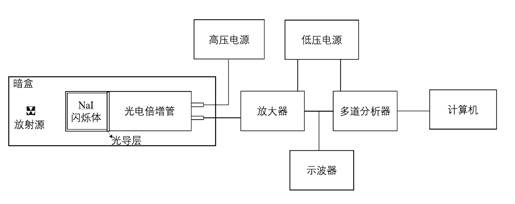 高压电源
低压电源
暗盒
放射源
NaI
闪烁体
光电倍增管
光导层
放大器
多道分析器
计算机
示波器